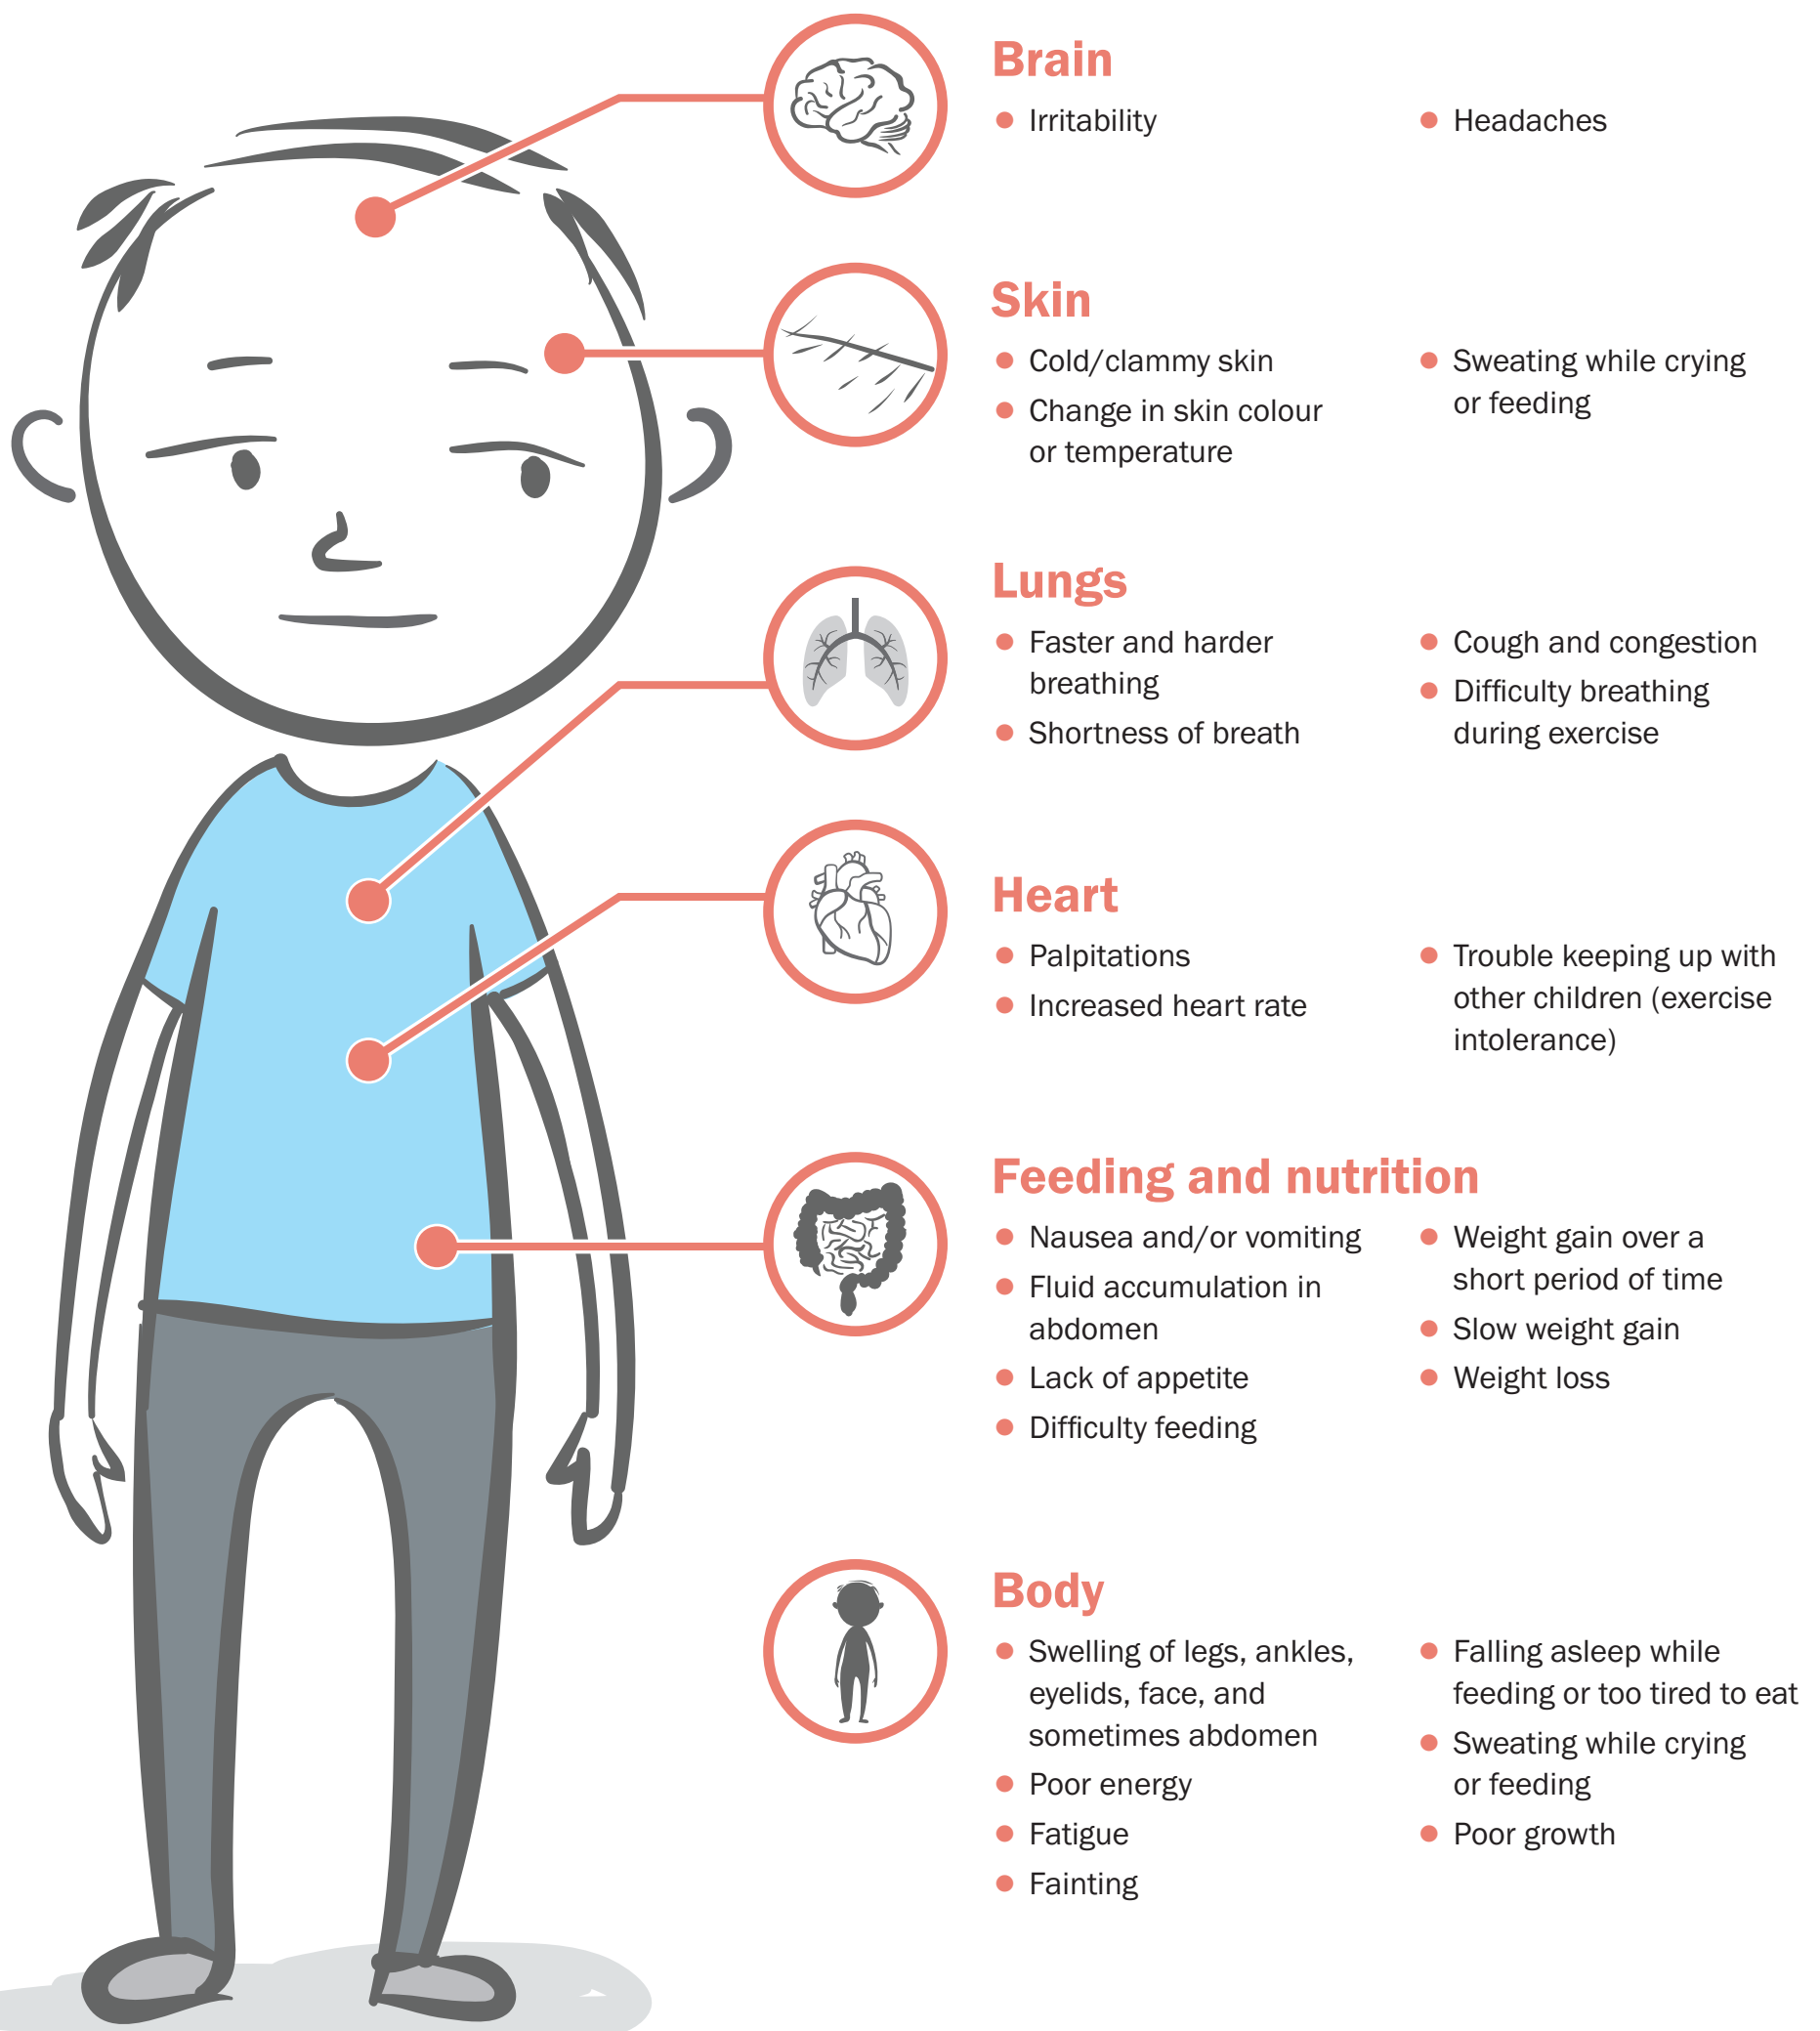 Brain
Irritability
Headaches
Skin
Cold/clammy skin
Change in skin colour
or temperature
Sweating while crying
or feeding
Lungs
Faster and harder
breathing
Shortness of breath
Cough and congestion
Difficulty breathing
during exercise
Heart
Palpitations
Increased heart rate
Trouble keeping up with
other children (exercise
intolerance)
Feeding and nutrition
Nausea and/or vomiting
Fluid accumulation in
abdomen
Lack of appetite
Difficulty feeding
Weight gain over a
short period of time
Slow weight gain
Weight loss
Body
Swelling of legs, ankles,
eyelids, face, and
sometimes abdomen
Poor energy
Fatigue
Fainting
Falling asleep while
feeding or too tired to eat
Sweating while crying
or feeding
Poor growth